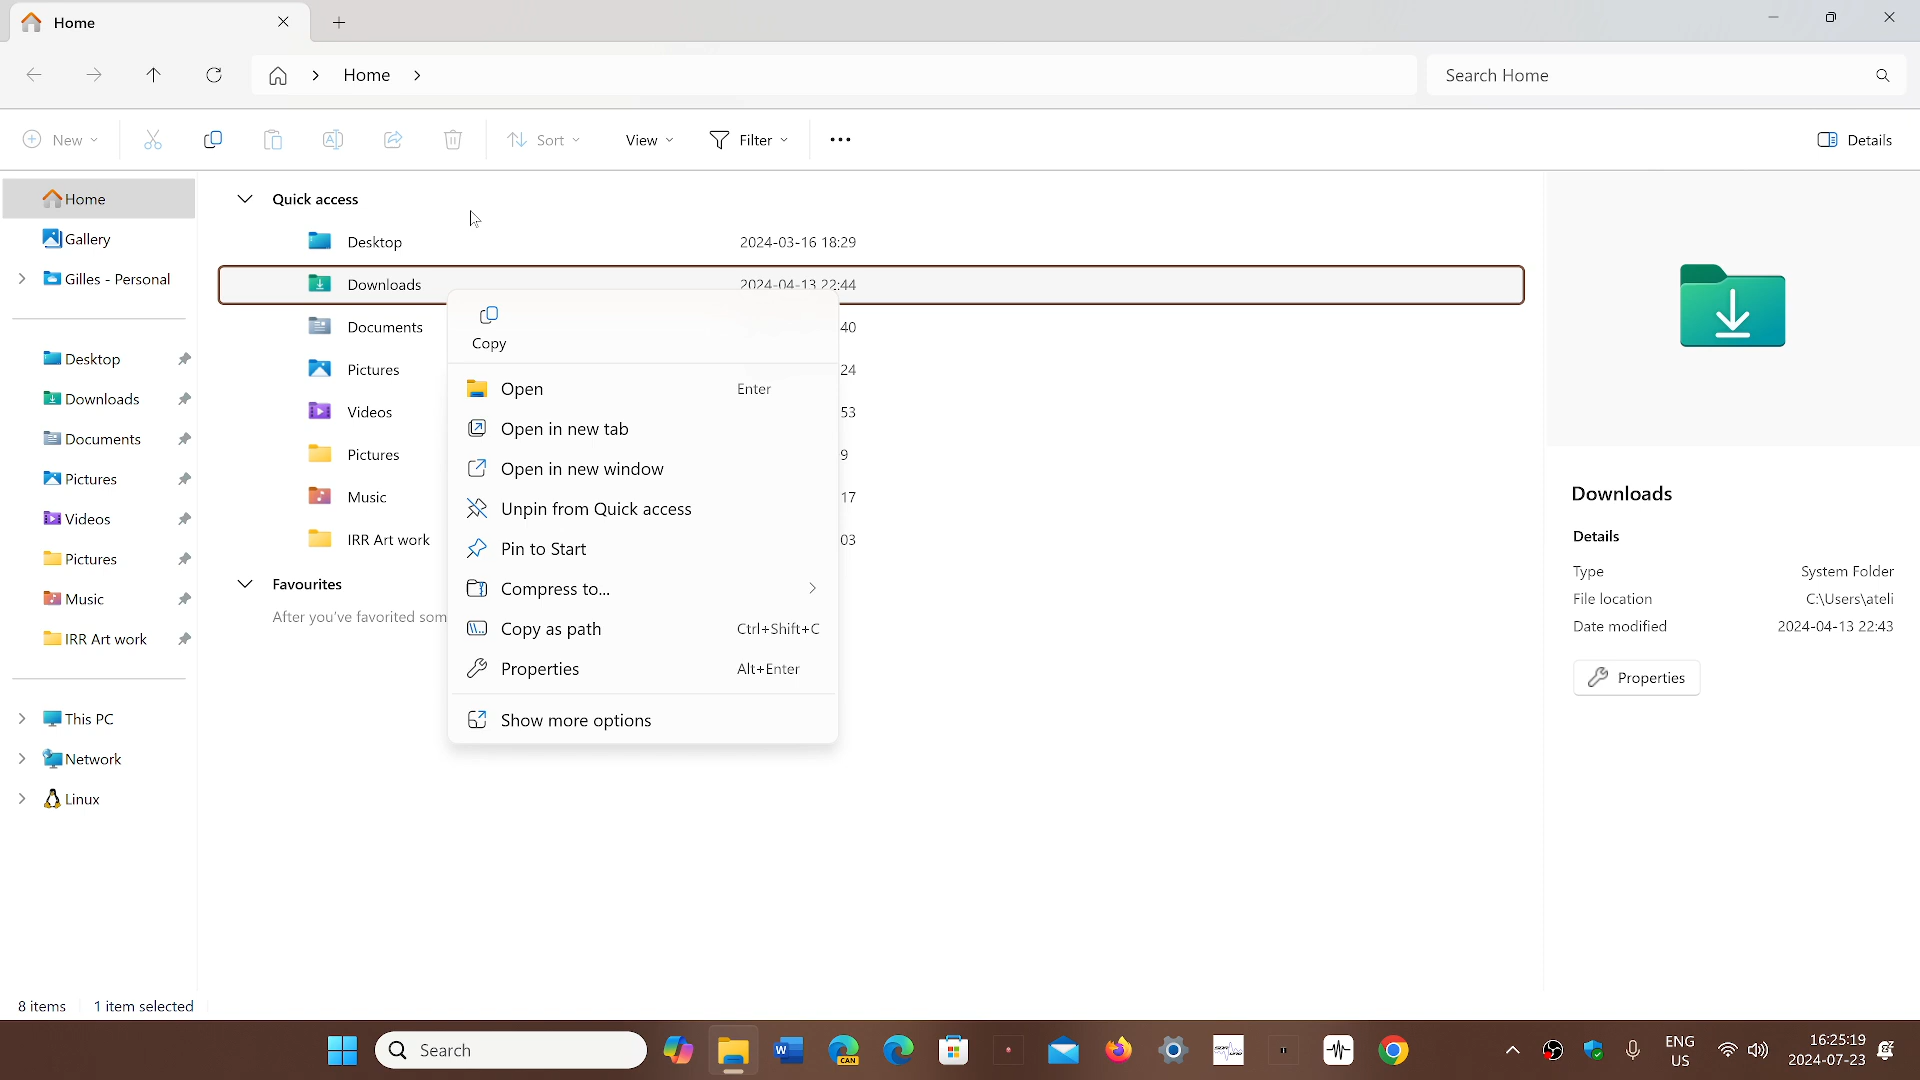 Home
Home
Search Home
New
Sort
View
Filter
Details
Home
Gallery
Gilles - Personal
Desktop
Downloads
Documents
Pictures
Videos
Pictures
Music
IRR Art work
This PC
Network
Linux
Quick access
Desktop 2024-03-16 18:29
Downloads 2024-04-13 22:44
Documents 40
Pictures 24
Videos 53
Pictures 9
Music 17
IRR Art work 03
Favourites
After you've favorited som
Copy
Open Enter
Open in new tab
Open in new window
Unpin from Quick access
Pin to Start
Compress to...
Copy as path Ctrl+Shift+C
Properties Alt+Enter
Show more options
Downloads
Details
Type System Folder
File location C:\Users\ateli
Date modified 2024-04-13 22:43
Properties
8 items 1 item selected
Search
CAN
ENG
US
16:25:19
2024-07-23